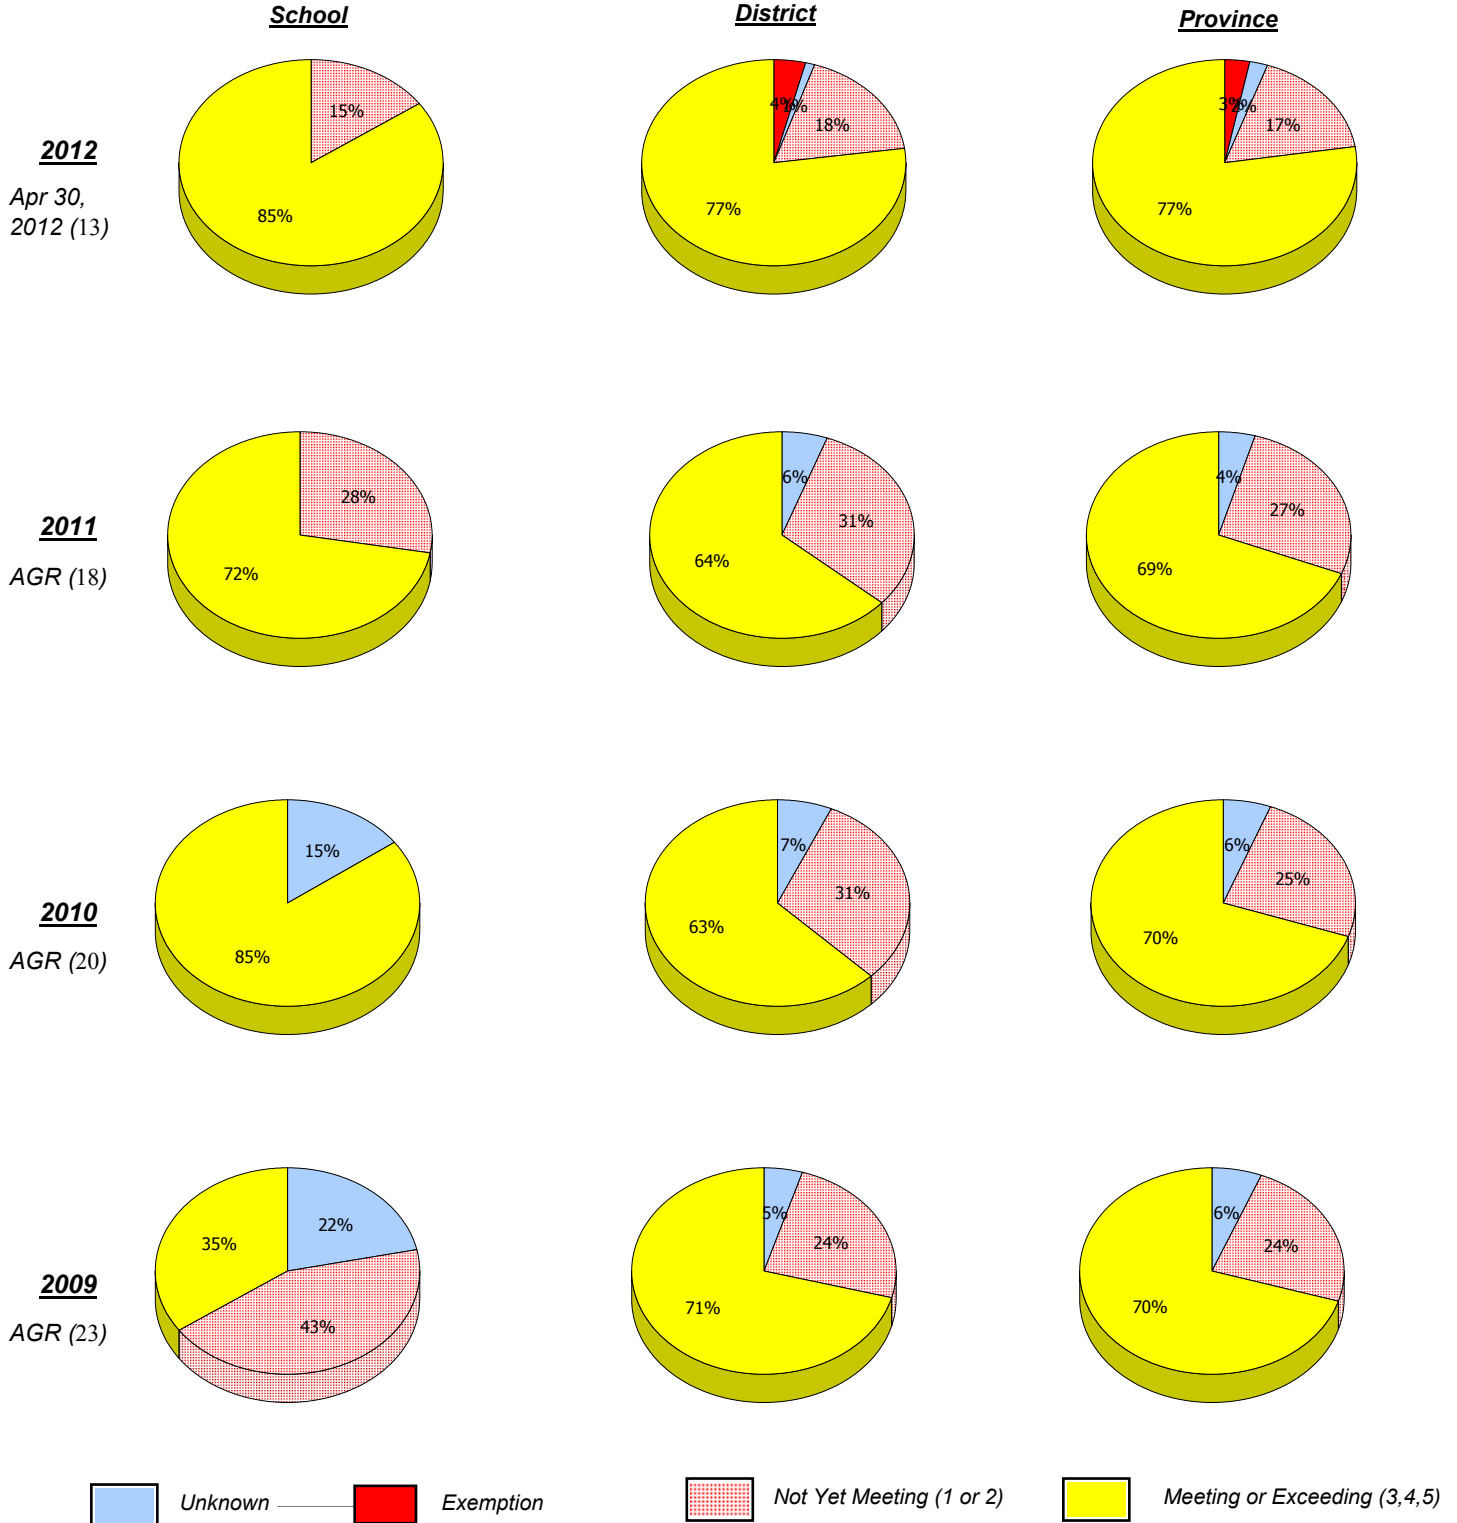 School District Province
15% 4% 1% 18% 3% 2% 17%
2012
Apr 30,
2012 (13)
85% 77% 77%
28% 6% 31% 4% 27%
2011
AGR (18)
72% 64% 69%
15% 7% 31% 6% 25%
2010
AGR (20)
85% 63% 70%
35% 22% 5% 24% 6% 24%
2009
AGR (23)
43% 71% 70%
Unknown Exemption Not Yet Meeting (1 or 2) Meeting or Exceeding (3,4,5)